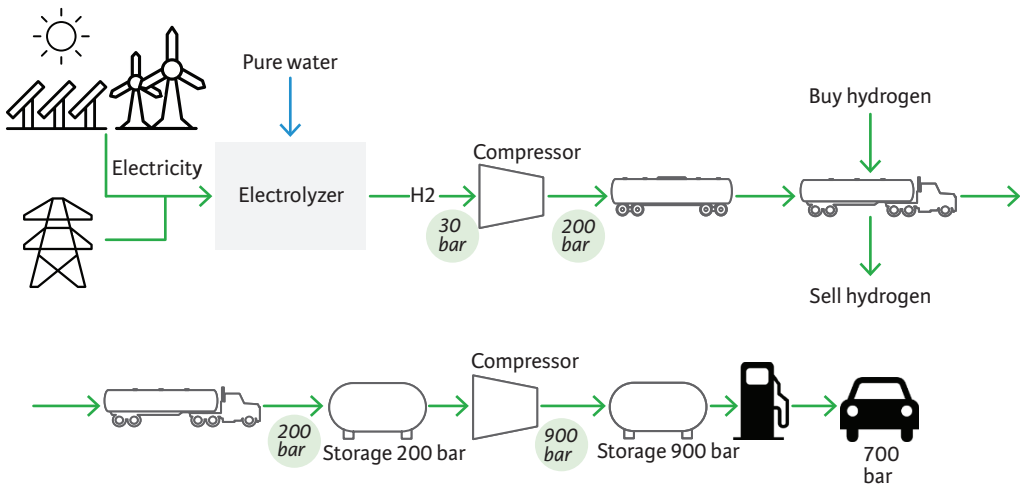 Pure water
Buy hydrogen
Electricity
Compressor
Electrolyzer
H2
30
bar
200
bar
Sell hydrogen
Compressor
200
bar
Storage 200 bar
900
bar
Storage 900 bar
700
bar